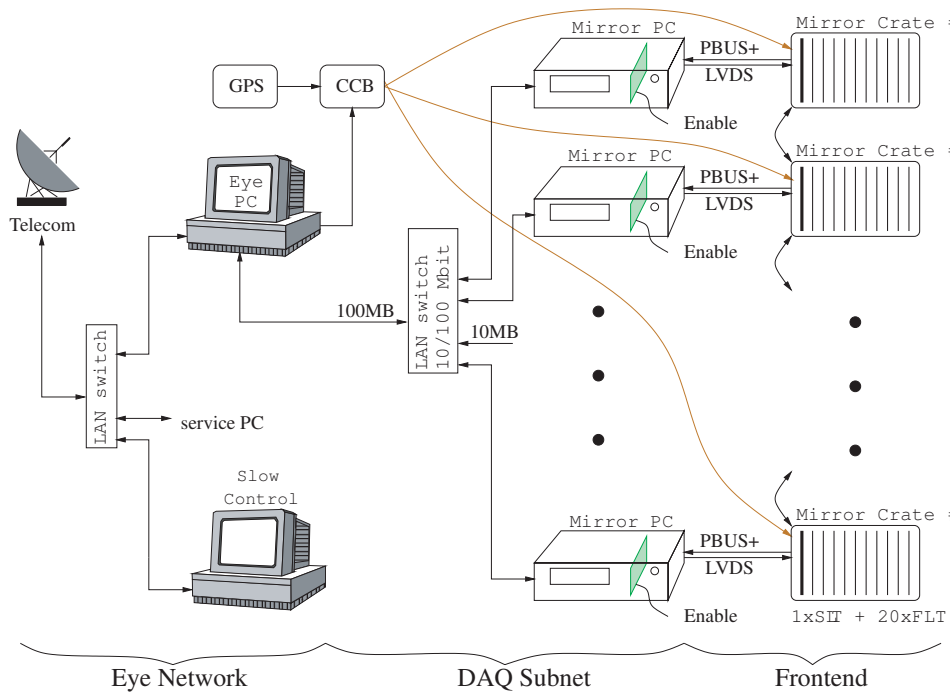 Mirror PC
Mirror Crate
PBUS+
LVDS
GPS
CCB
Enable
Mirror PC
Mirror Crate
PBUS+
LVDS
Eye
PC
Telecom
Enable
LAN switch
10/100 Mbit
100MB
10MB
LAN switch
service PC
Slow
Control
Mirror PC
Mirror Crate
PBUS+
LVDS
Enable
1xSLT + 20xFLT
Eye Network
DAQ Subnet
Frontend